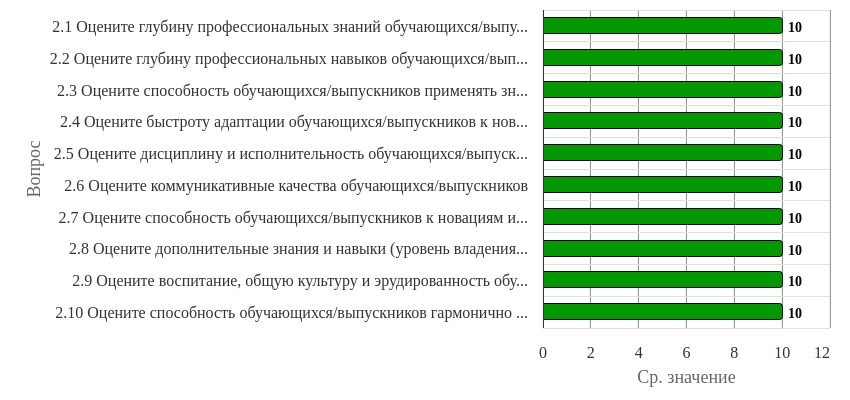 2.1 Оцените глубину профессиональных знаний обучающихся/выпу... 10
2.2 Оцените глубину профессиональных навыков обучающихся/вып... 10
2.3 Оцените способность обучающихся/выпускников применять зн... 10
2.4 Оцените быстроту адаптации обучающихся/выпускников к нов... 10
2.5 Оцените дисциплину и исполнительность обучающихся/выпуск... 10
2.6 Оцените коммуникативные качества обучающихся/выпускников 10
2.7 Оцените способность обучающихся/выпускников к новациям и... 10
2.8 Оцените дополнительные знания и навыки (уровень владения... 10
2.9 Оцените воспитание, общую культуру и эрудированность обу... 10
2.10 Оцените способность обучающихся/выпускников гармонично ... 10
Вопрос
0 2 4 6 8 10 12
Ср. значение